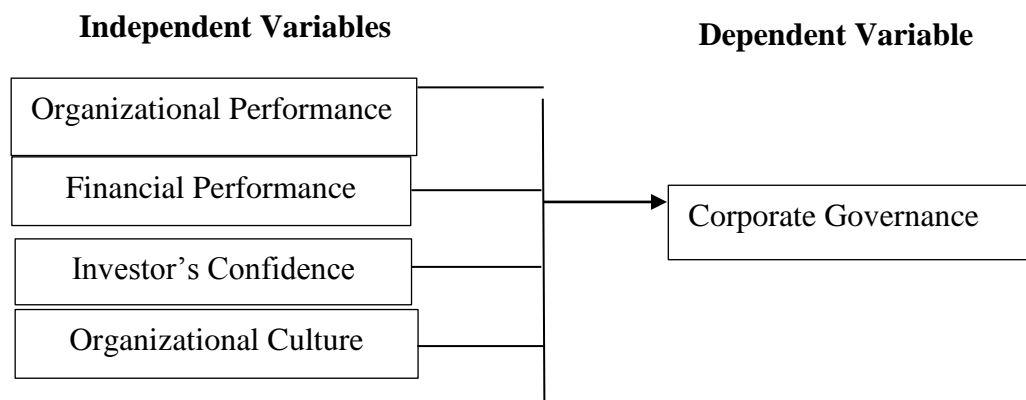 Independent Variables
Dependent Variable
Organizational Performance
Financial Performance
Investor’s Confidence
Organizational Culture
Corporate Governance